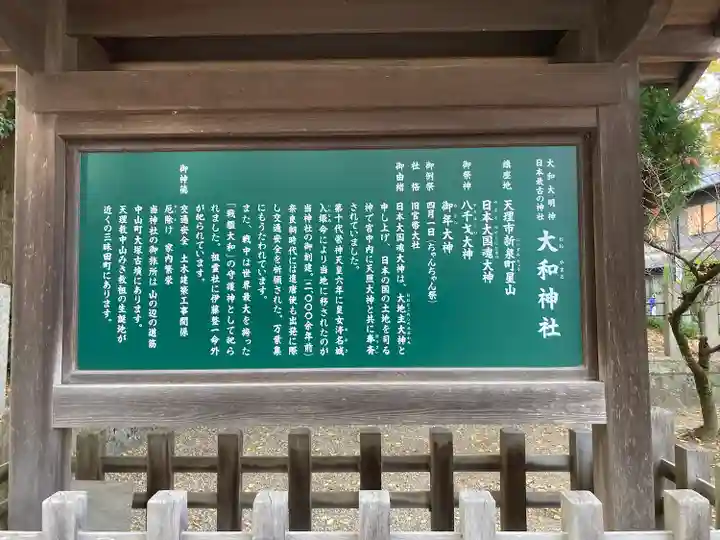 大和大明神
日本最古の神社
大和神社
おお やまと
鎮座地 天理市新泉町星山
御祭神 日本大国魂大神
八千戈大神
御年大神
御例祭 四月一日(ちゃんちゃん祭)
社格 旧官幣大社
御由緒 日本大国魂大神は、大地主大神と
申し上げ、日本の国の土地を司る
神で宮中内に天照大神と共に奉斎
されていました。
第十代崇神天皇六年に皇女渟名城
入姫命により当地に移されたのが
当神社の御創建。(二、〇〇〇余年前)
奈良朝時代には遣唐使も出発に際
し交通安全を祈願された、万葉集
にもうたわれています。
また、戦中は世界最大を誇った
「戦艦大和」の守護神として祀ら
れました。祖霊社に伊藤整一命外
が祀られています。
御神徳 交通安全 土木建築工事関係
厄除け 家内繁栄
当神社の御旅所は 山の辺の道筋
中山町大塚古墳にあります。
天理教中山みき教祖の生誕地が
近くの三昧田町にあります。